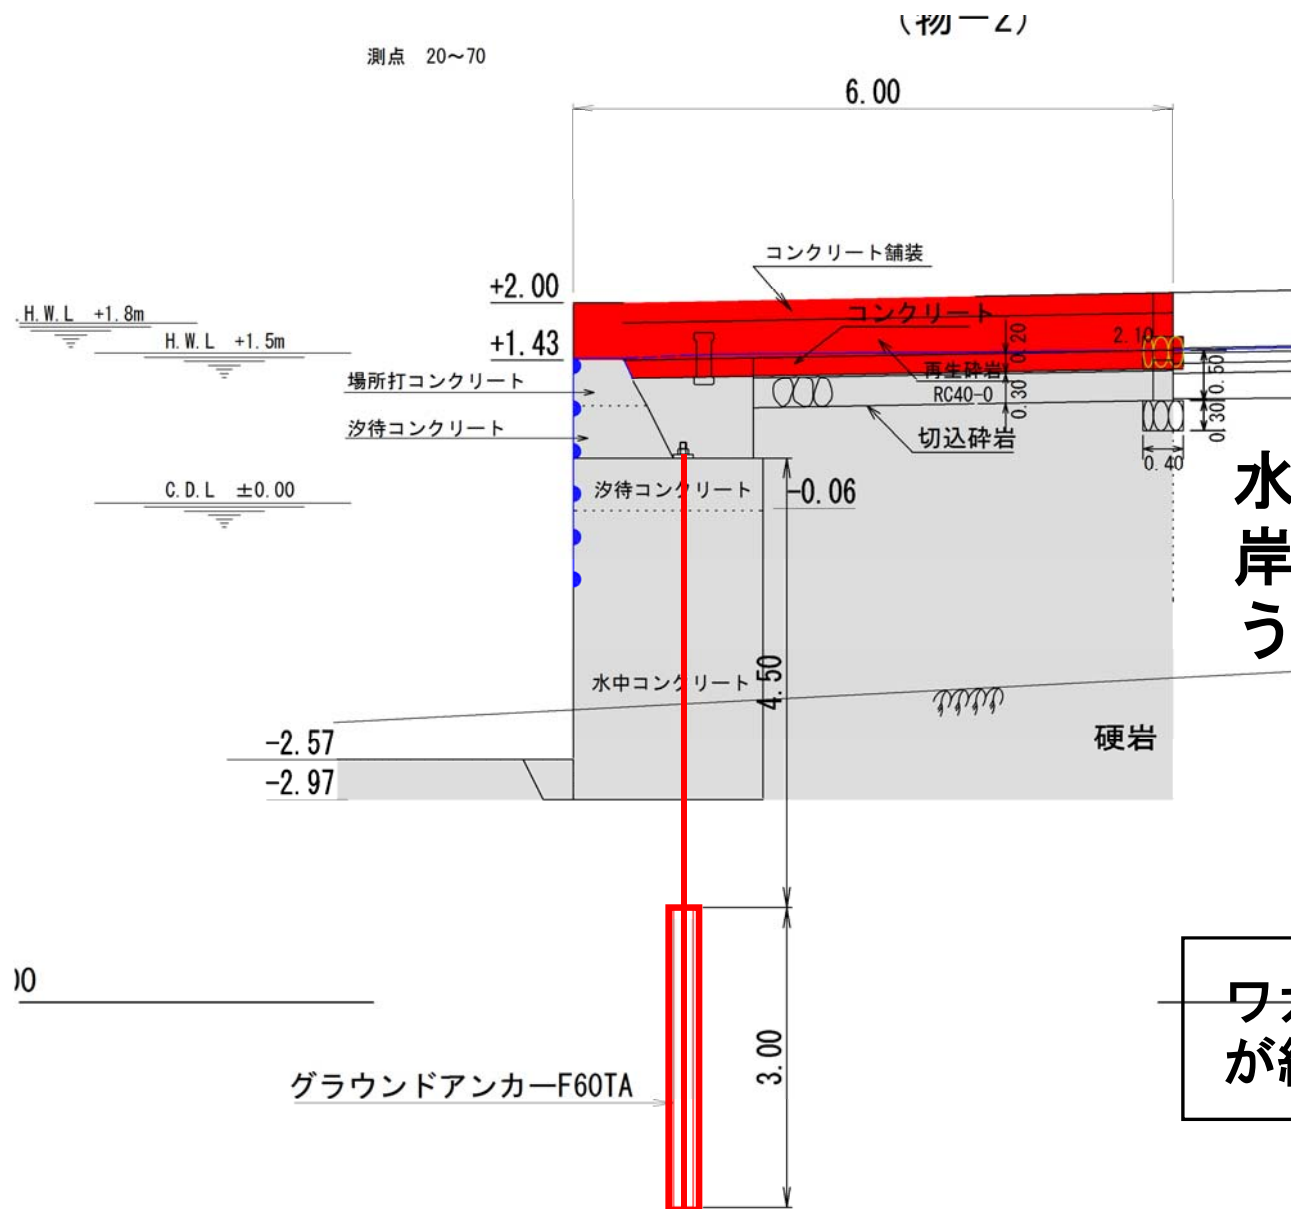 (物−2)
測点 20～70
6.00
コンクリート舗装
+2.00
H.W.L +1.8m
コンクリート
H.W.L +1.5m
+1.43
0.20
2.10
場所打コンクリート
再生砕岩
RC40-0
0.30
0.50
汐待コンクリート
切込砕岩
0.30
0.40
C.D.L ±0.00
汐待コンクリート
-0.06
水
岸
う
水中コンクリート
4.50
硬岩
-2.57
-2.97
00
ワカ
が
グラウンドアンカーF60TA
3.00